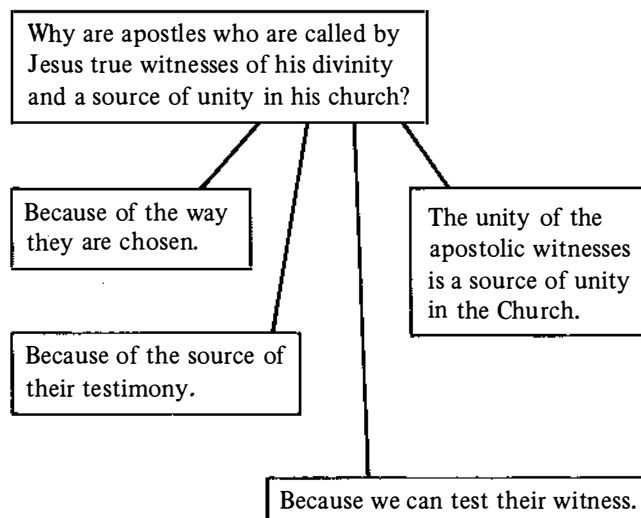 Why are apostles who are called by
Jesus true witnesses of his divinity
and a source of unity in his church?
Because of the way
they are chosen.
The unity of the
apostolic witnesses
is a source of unity
in the Church.
Because of the source of
their testimony.
Because we can test their witness.